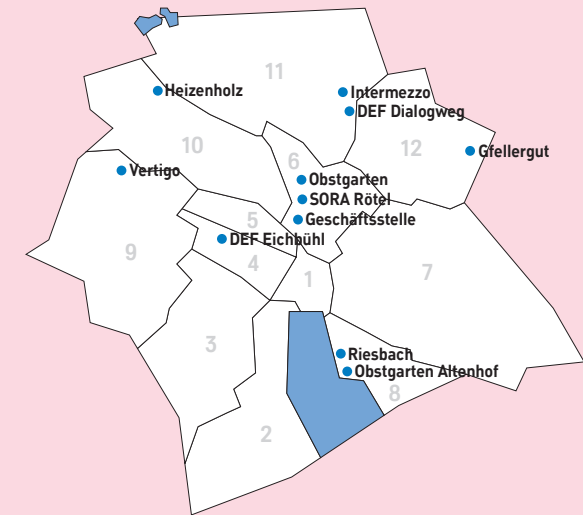 11
Heizenholz
Intermezzo
DEF Dialogweg
10
12
Gfellergut
6
Vertigo
Obstgarten
SORA Rötel
5
Geschäftsstelle
DEF Eichbühl
9
4
7
1
3
Riesbach
Obstgarten Altenhof
8
2